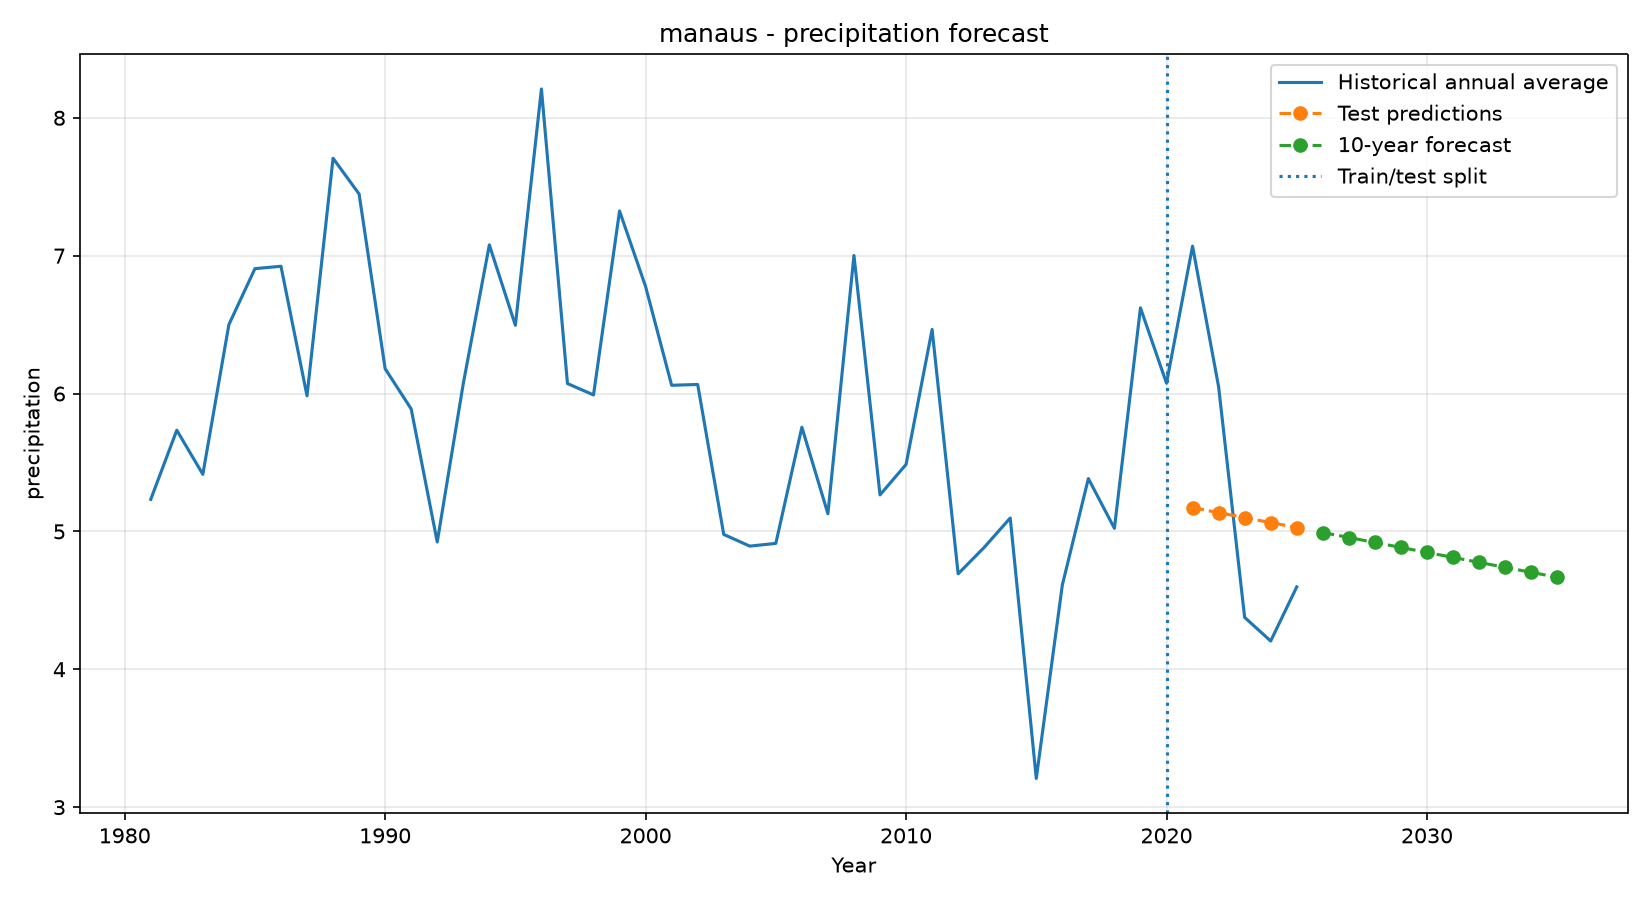 manaus - precipitation forecast
Historical annual average
Test predictions
10-year forecast
Train/test split
precipitation
8
7
6
5
4
3
1980
1990
2000
2010
2020
2030
Year